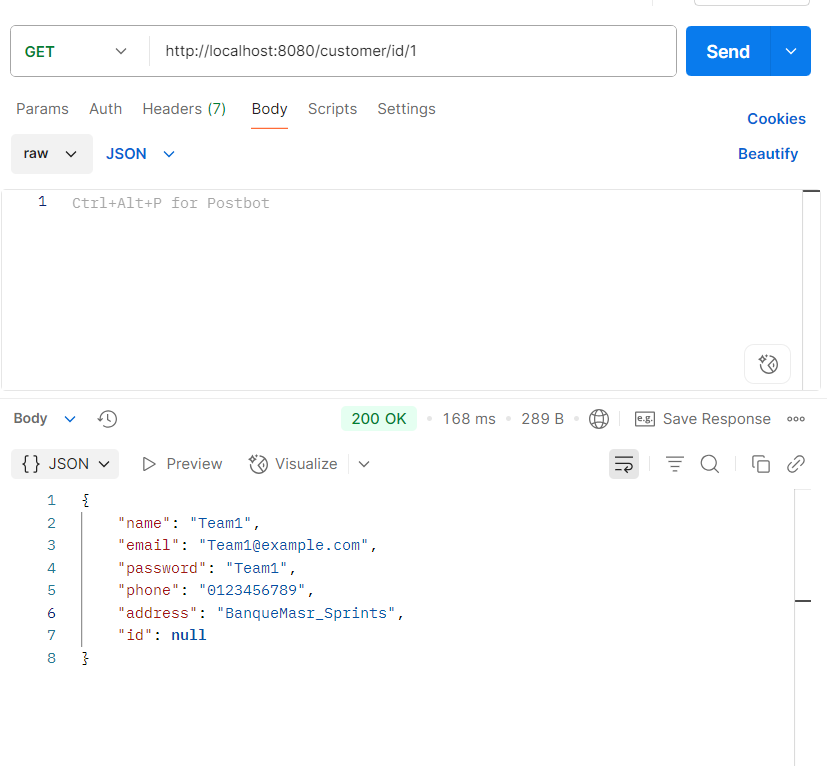 GET http://localhost:8080/customer/id/1 Send
Params Auth Headers (7) Body Scripts Settings Cookies
raw JSON Beautify
1 Ctrl+Alt+P for Postbot
Body 200 OK 168 ms 289 B e.g. Save Response
{} JSON Preview Visualize
1 {
2 "name": "Team1",
3 "email": "Team1@example.com",
4 "password": "Team1",
5 "phone": "0123456789",
6 "address": "BanqueMasr_Sprints",
7 "id": null
8 }